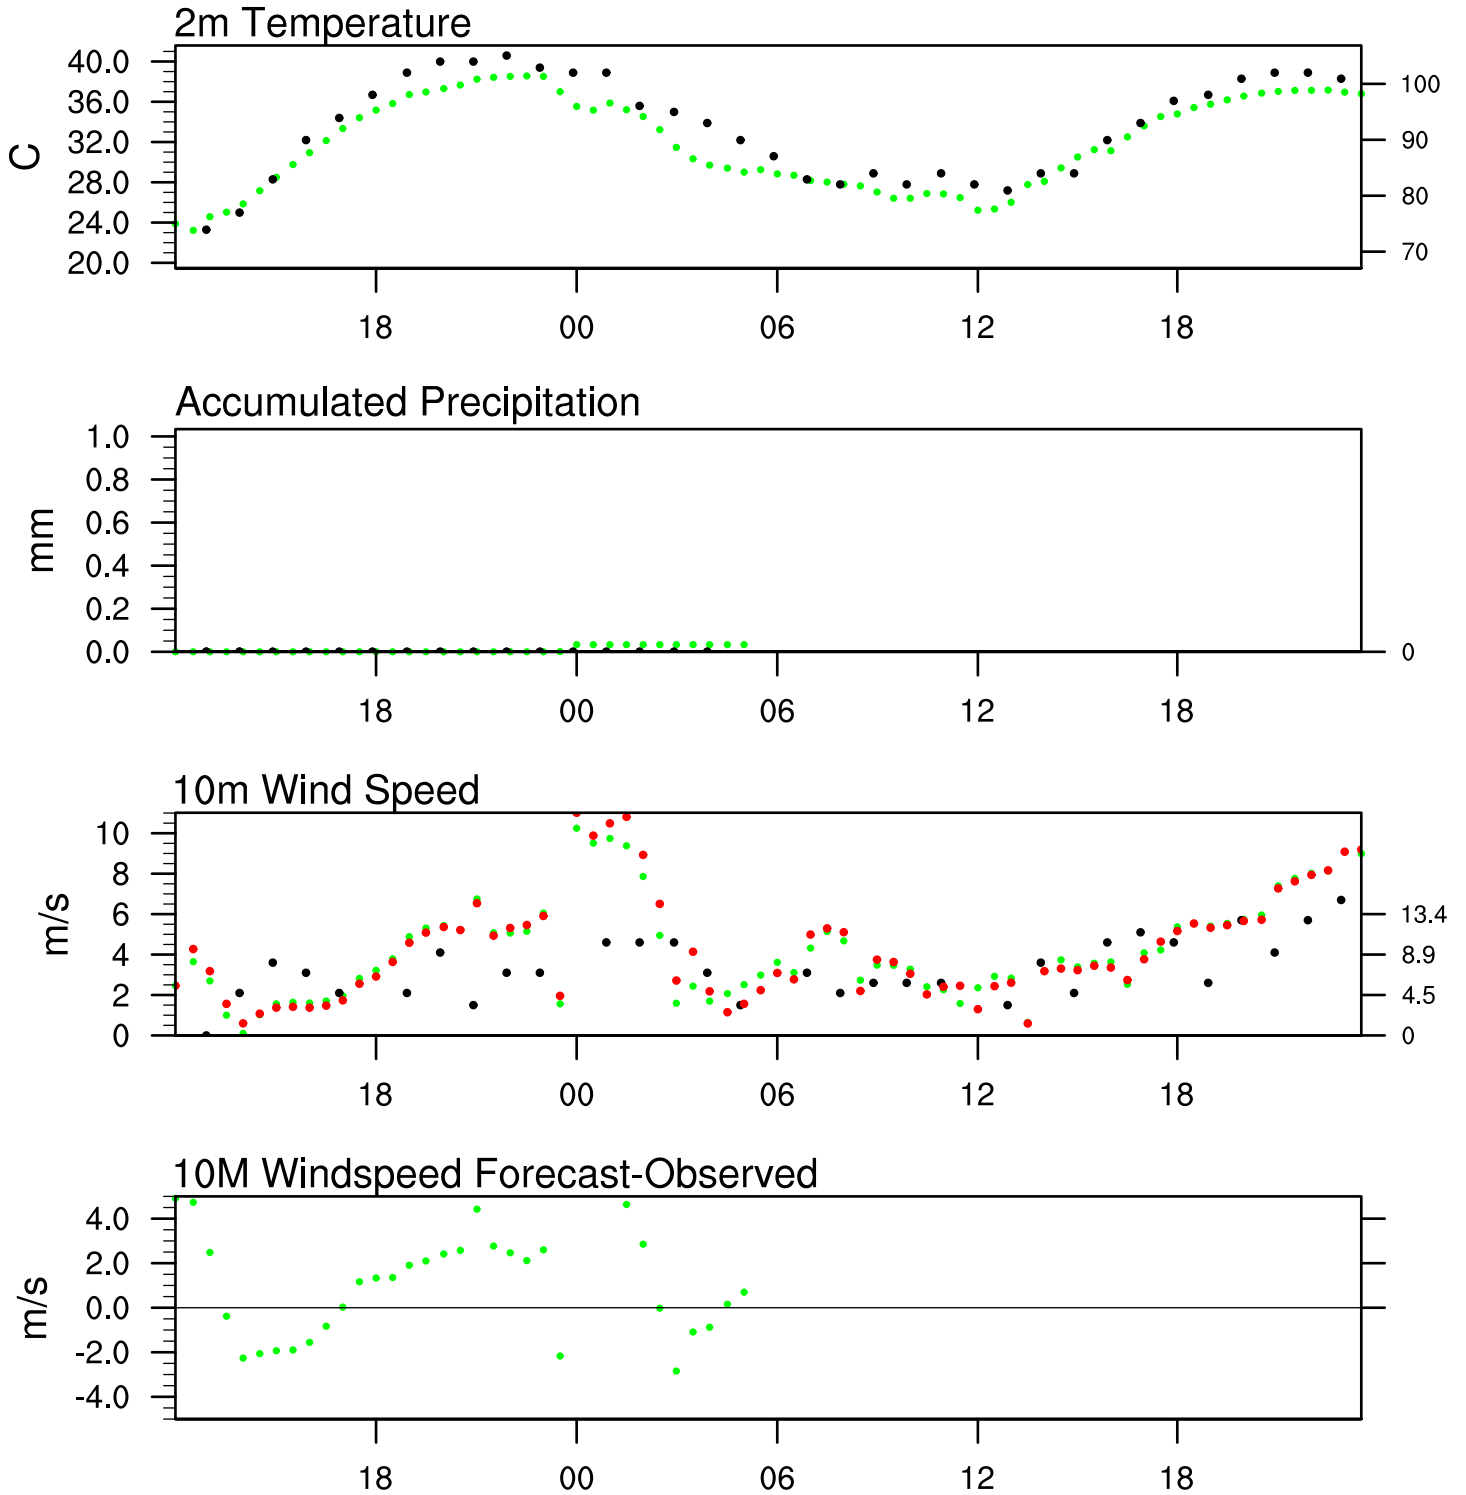 2m Temperature
40.0
36.0
32.0
28.0
24.0
20.0
C
100
90
80
70
18 00 06 12 18
Accumulated Precipitation
1.0
0.8
0.6
0.4
0.2
0.0
mm
0
18 00 06 12 18
10m Wind Speed
10
8
6
4
2
0
m/s
13.4
8.9
4.5
0
18 00 06 12 18
10M Windspeed Forecast-Observed
4.0
2.0
0.0
-2.0
-4.0
m/s
18 00 06 12 18